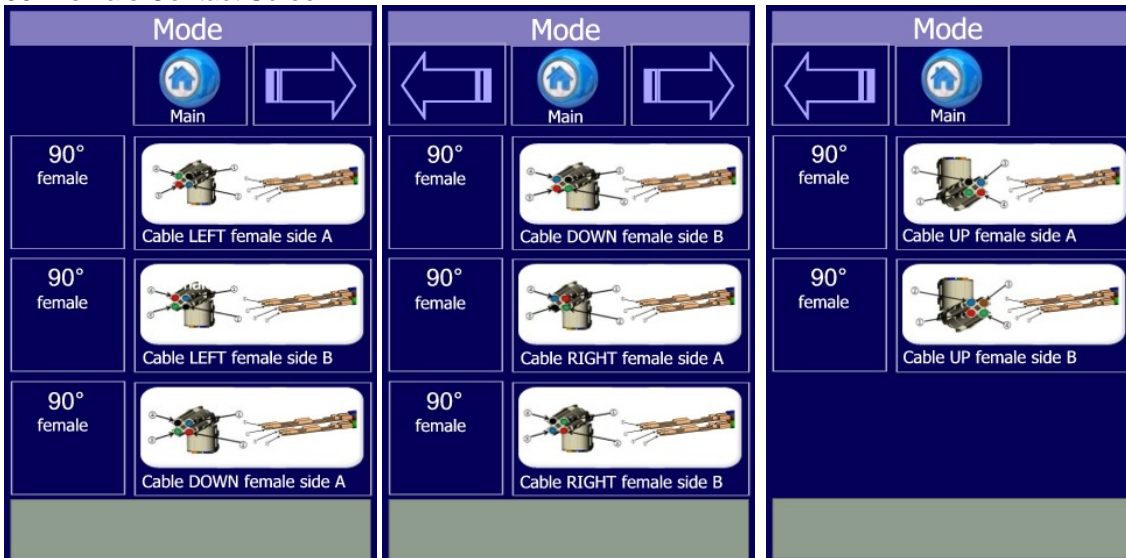 Mode
Main
90°
female
Cable LEFT female side A
90°
female
Cable LEFT female side B
90°
female
Cable DOWN female side A
Mode
Main
90°
female
Cable DOWN female side B
90°
female
Cable RIGHT female side A
90°
female
Cable RIGHT female side B
Mode
Main
90°
female
Cable UP female side A
90°
female
Cable UP female side B